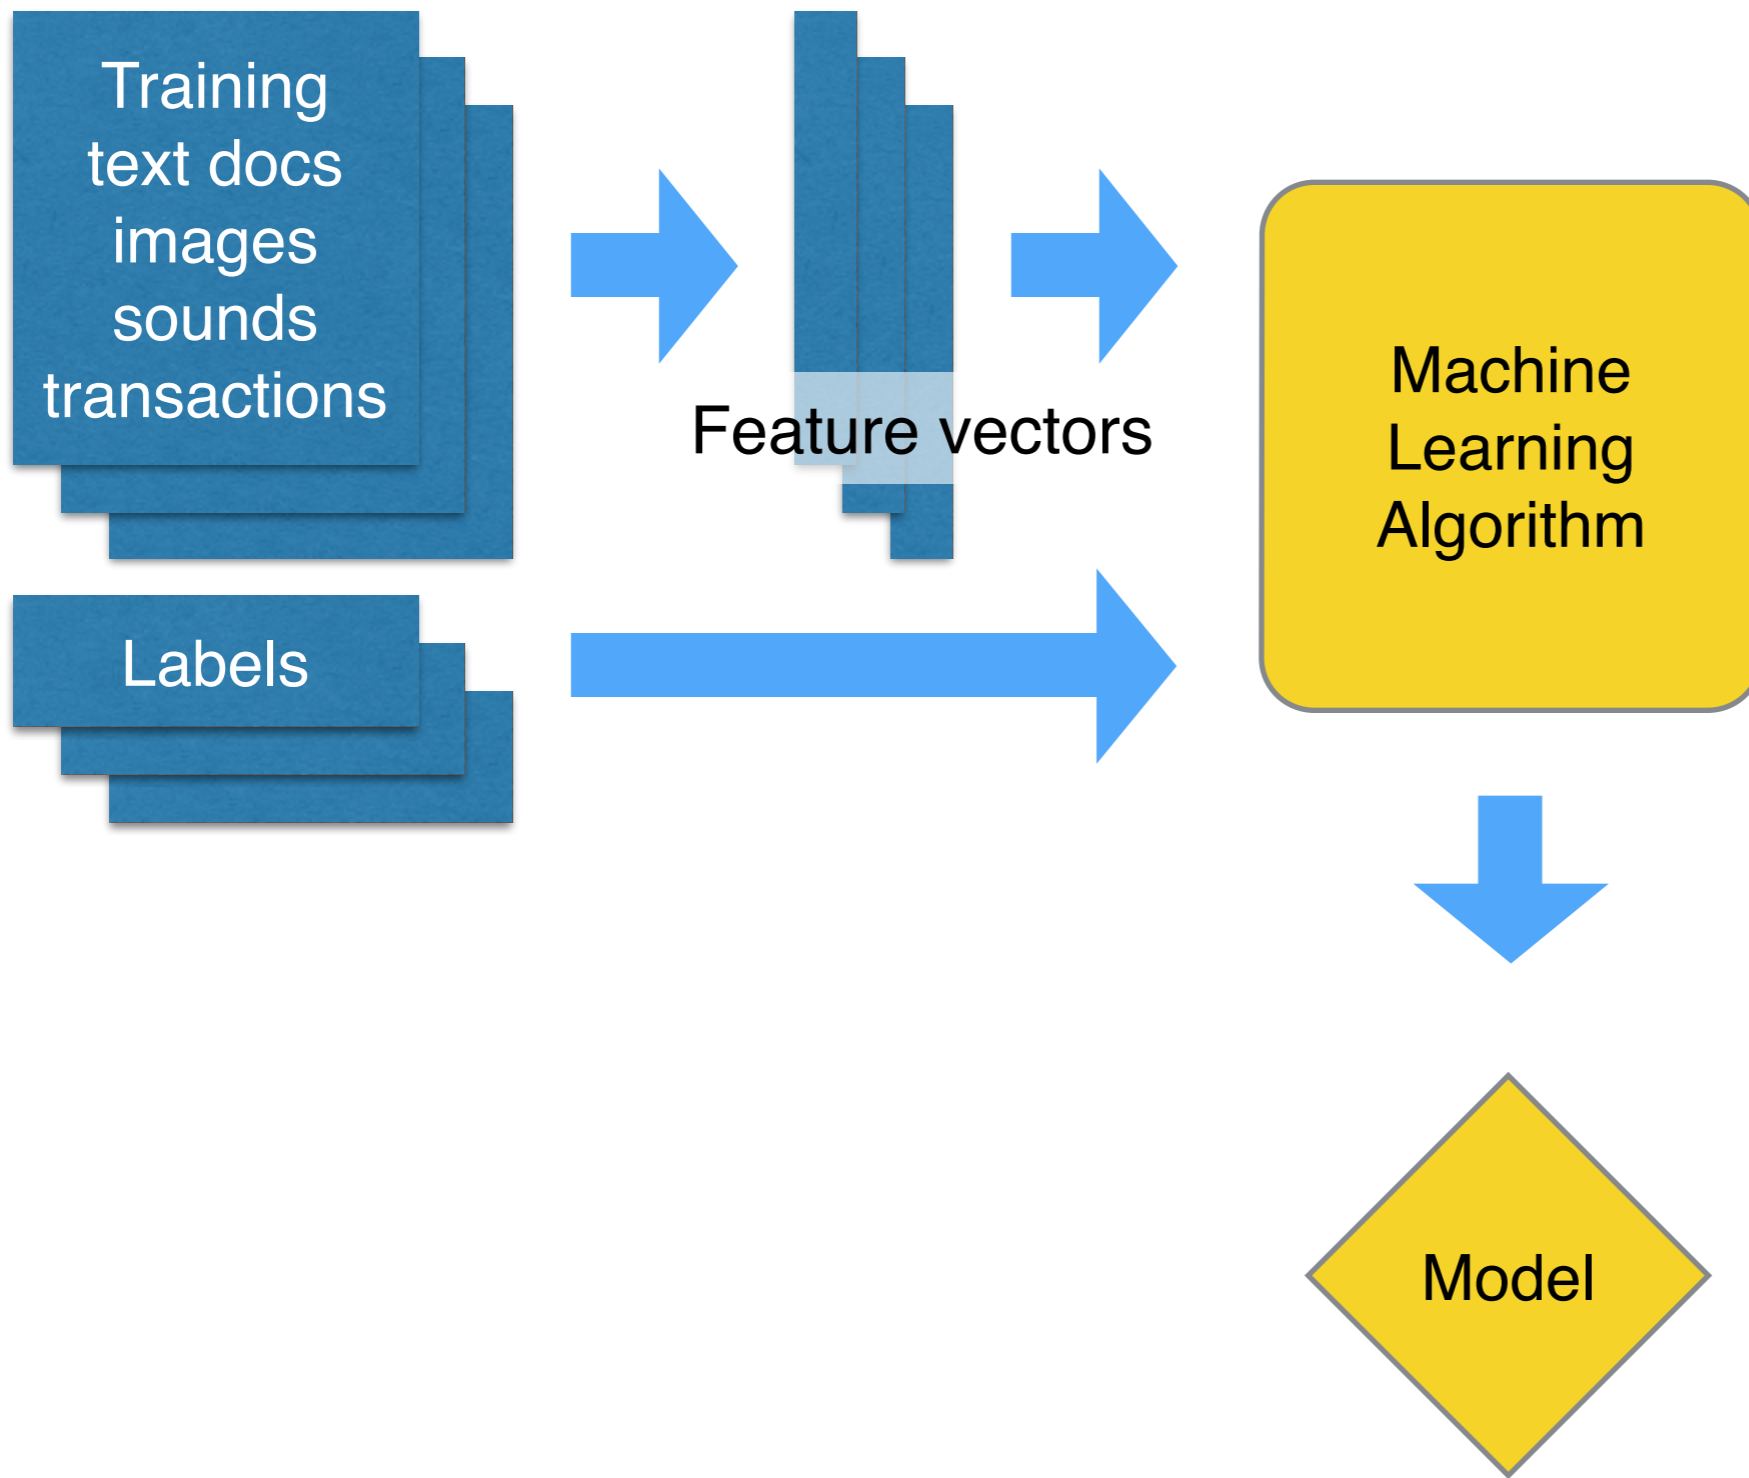 Training
text docs
images
sounds
transactions
Feature vectors
Machine
Learning
Algorithm
Labels
Model